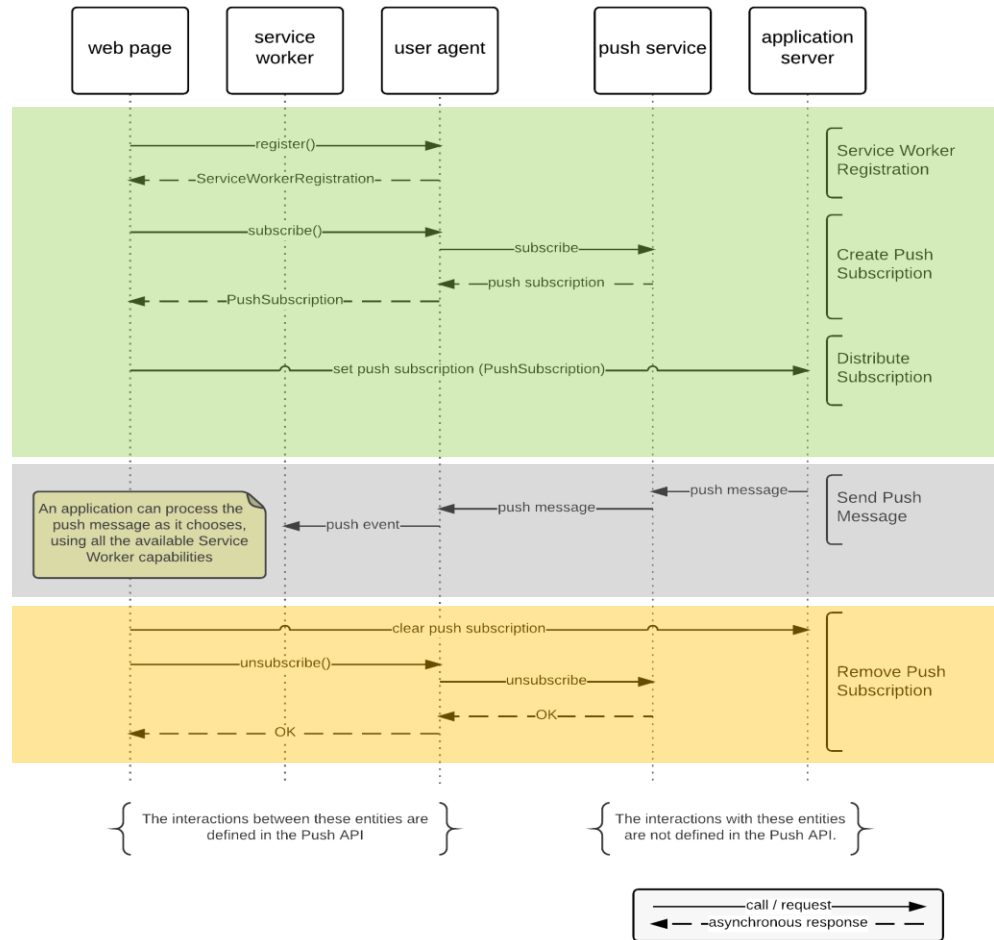 web page
service
worker
user agent
push service
application
server
register()
ServiceWorkerRegistration
Service Worker
Registration
subscribe()
subscribe
push subscription
PushSubscription
Create Push
Subscription
set push subscription (PushSubscription)
Distribute
Subscription
push message
push message
push event
Send Push
Message
An application can process the
push message as it chooses,
using all the available Service
Worker capabilities
clear push subscription
unsubscribe()
unsubscribe
OK
OK
Remove Push
Subscription
The interactions between these entities are
defined in the Push API
The interactions with these entities
are not defined in the Push API.
call / request
asynchronous response